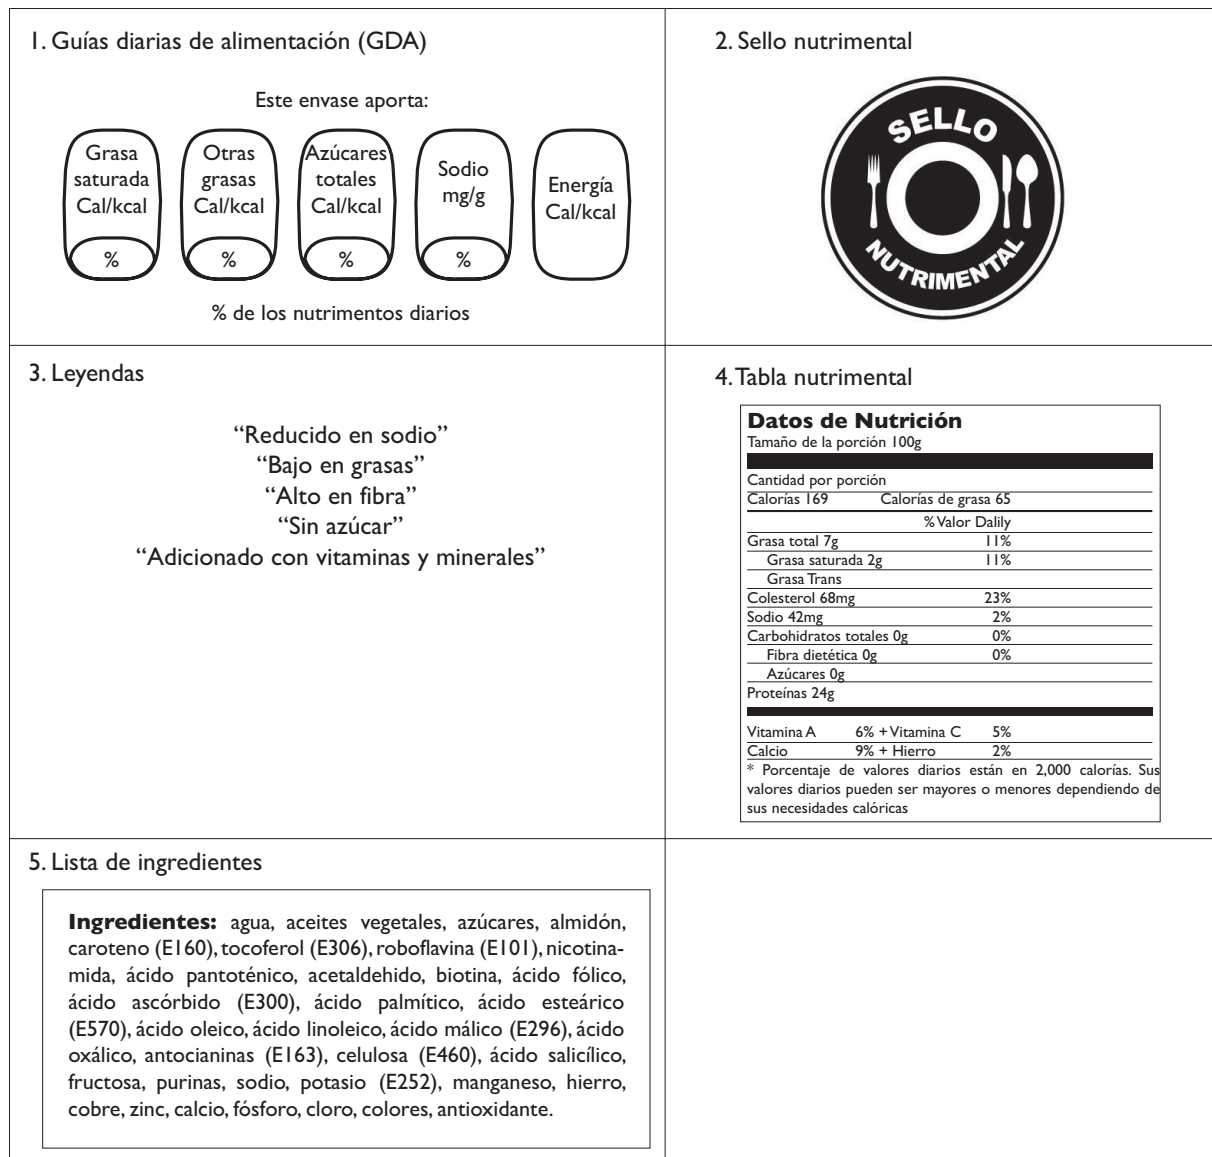 1. Guías diarias de alimentación (GDA)
Este envase aporta:
Grasa
saturada
Cal/kcal
%
Otras
grasas
Cal/kcal
%
Azúcares
totales
Cal/kcal
%
Sodio
mg/g
%
Energía
Cal/kcal
% de los nutrimentos diarios
2. Sello nutrimental
SELLO
NUTRIMENTAL
3. Leyendas
“Reducido en sodio”
“Bajo en grasas”
“Alto en fibra”
“Sin azúcar”
“Adicionado con vitaminas y minerales”
4. Tabla nutrimental
Datos de Nutrición
Tamaño de la porción 100g
Cantidad por porción
Calorías 169 Calorías de grasa 65
% Valor Dalily
Grasa total 7g 11%
Grasa saturada 2g 11%
Grasa Trans
Colesterol 68mg 23%
Sodio 42mg 2%
Carbohidratos totales 0g 0%
Fibra dietética 0g 0%
Azúcares 0g
Proteínas 24g
Vitamina A 6% + Vitamina C 5%
Calcio 9% + Hierro 2%
* Porcentaje de valores diarios están en 2,000 calorías. Sus
valores diarios pueden ser mayores o menores dependiendo de
sus necesidades calóricas
5. Lista de ingredientes
Ingredientes: agua, aceites vegetales, azúcares, almidón,
caroteno (E160), tocoferol (E306), roboflavina (E101), nicotina-
mida, ácido pantoténico, acetaldehido, biotina, ácido fólico,
ácido ascórbido (E300), ácido palmítico, ácido esteárico
(E570), ácido oleico, ácido linoleico, ácido málico (E296), ácido
oxálico, antocianinas (E163), celulosa (E460), ácido salicílico,
fructosa, purinas, sodio, potasio (E252), manganeso, hierro,
cobre, zinc, calcio, fósforo, cloro, colores, antioxidante.